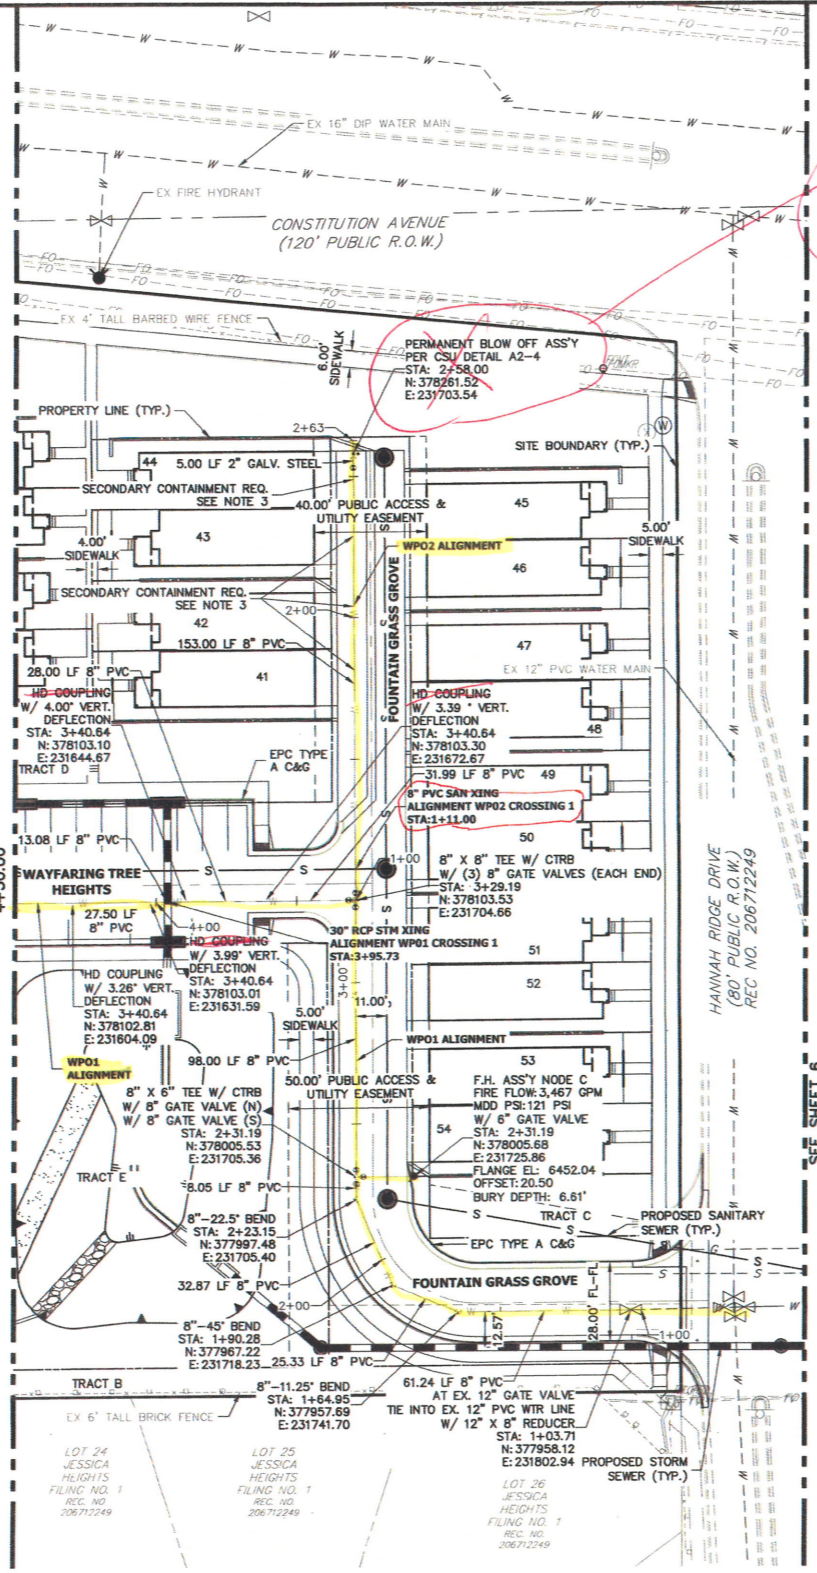 EX 16" DIP WATER MAIN
EX FIRE HYDRANT
CONSTITUTION AVENUE
(120' PUBLIC R.O.W.)
EX 4' TALL BARBED WIRE FENCE
6.00'
SIDEWALK
PERMANENT BLOW OFF ASS'Y
PER CSU DETAIL A2-4
STA: 2+58.00
N: 378261.52
E: 231703.54
PROPERTY LINE (TYP.)
2+63
W
SITE BOUNDARY (TYP.)
44
5.00 LF 2" GALV. STEEL
SECONDARY CONTAINMENT REQ.
SEE NOTE 3
40.00' PUBLIC ACCESS &
UTILITY EASEMENT
45
5.00'
SIDEWALK
43
4.00'
SIDEWALK
WP02 ALIGNMENT
46
SECONDARY CONTAINMENT REQ.
SEE NOTE 3
2+00
42
153.00 LF 8" PVC
FOUNTAIN GRASS GROVE
47
EX 12" PVC WATER MAIN
28.00 LF 8" PVC
41
HD COUPLING
W/ 4.00° VERT.
DEFLECTION
STA: 3+40.64
N: 378103.10
E: 231644.67
TRACT D
HD COUPLING
W/ 3.39 ° VERT.
DEFLECTION
STA: 3+40.64
N: 378103.30
E: 231672.67
48
EPC TYPE
A C&G
31.99 LF 8" PVC
49
8" PVC SAN XING
ALIGNMENT WP02 CROSSING 1
STA:1+11.00
50
13.08 LF 8" PVC
1+00
8" X 8" TEE W/ CTRB
W/ (3) 8" GATE VALVES (EACH END)
STA: 3+29.19
N: 378103.53
E: 231704.66
WAYFARING TREE
HEIGHTS
27.50 LF
8" PVC
4+00
30" RCP STM XING
ALIGNMENT WP01 CROSSING 1
STA:3+95.73
HD COUPLING
W/ 3.99° VERT.
DEFLECTION
STA: 3+40.64
N: 378103.01
E: 231631.59
HANNAH RIDGE DRIVE
(80' PUBLIC R.O.W.)
REC NO. 206712249
51
HD COUPLING
W/ 3.26° VERT.
DEFLECTION
STA: 3+40.64
N: 378102.81
E: 231604.09
3+00
52
11.00'
5.00'
SIDEWALK
WP01
ALIGNMENT
98.00 LF 8" PVC
WP01 ALIGNMENT
53
50.00' PUBLIC ACCESS &
UTILITY EASEMENT
54
F.H. ASS'Y NODE C
FIRE FLOW: 3,467 GPM
MDD PSI: 121 PSI
W/ 6" GATE VALVE
STA: 2+31.19
N: 378005.68
E: 231725.86
FLANGE EL: 6452.04
OFFSET: 20.50
BURY DEPTH: 6.61'
SEE SHEET 6
8" X 6" TEE W/ CTRB
W/ 8" GATE VALVE (N)
W/ 8" GATE VALVE (S)
STA: 2+31.19
N: 378005.53
E: 231705.36
TRACT E
8.05 LF 8" PVC
TRACT C
PROPOSED SANITARY
SEWER (TYP.)
8"-22.5° BEND
STA: 2+23.15
N: 377997.48
E: 231705.40
EPC TYPE A C&G
32.87 LF 8" PVC
FOUNTAIN GRASS GROVE
28.00' FL-FL
2+00
12.57'
1+00
8"-45° BEND
STA: 1+90.28
N: 377967.22
E: 231718.23
25.33 LF 8" PVC
TRACT B
8"-11.25° BEND
STA: 1+64.95
N: 377957.69
E: 231741.70
61.24 LF 8" PVC
AT EX. 12" GATE VALVE
TIE INTO EX. 12" PVC WTR LINE
W/ 12" X 8" REDUCER
STA: 1+03.71
N: 377958.12
E: 231802.94
EX 6' TALL BRICK FENCE
PROPOSED STORM
SEWER (TYP.)
LOT 24
JESSICA
HEIGHTS
FILING NO. 1
REC. NO
206712249
LOT 25
JESSICA
HEIGHTS
FILING NO. 1
REC. NO.
206712249
LOT 26
JESSICA
HEIGHTS
FILING NO. 1
REC. NO.
206712249